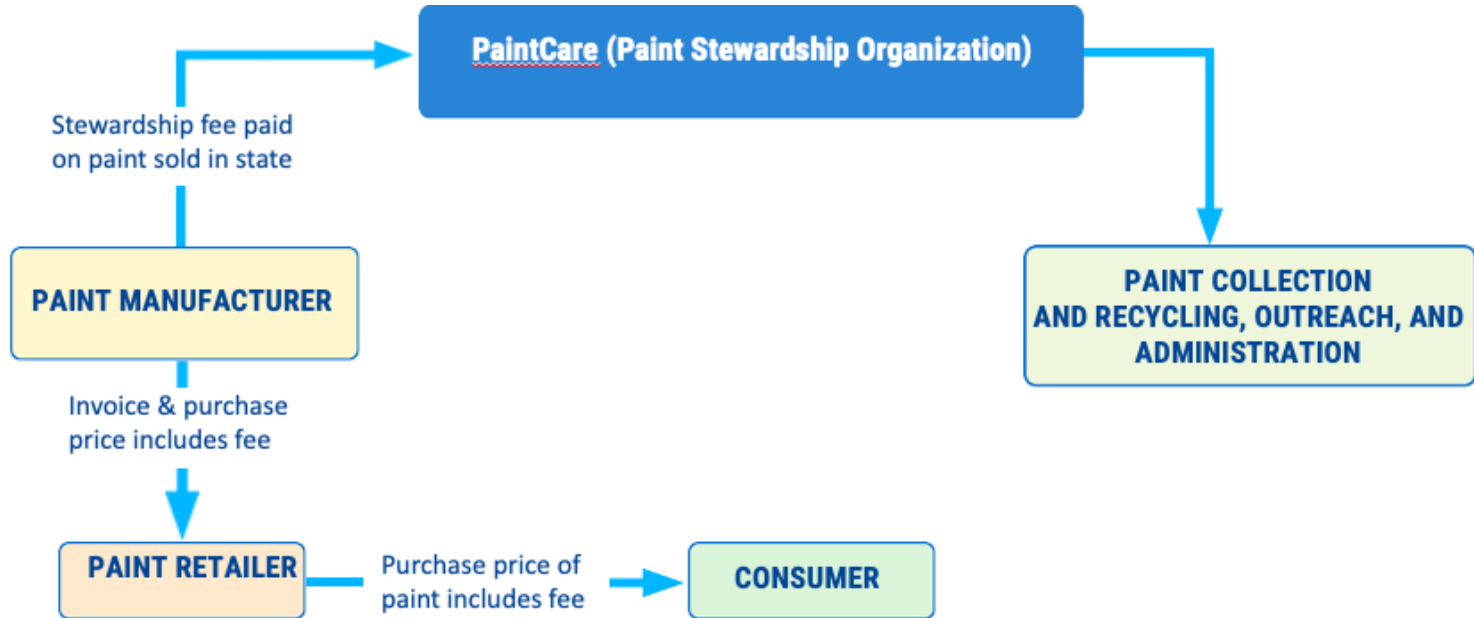 PaintCare (Paint Stewardship Organization)
Stewardship fee paid
on paint sold in state
PAINT MANUFACTURER
PAINT COLLECTION
AND RECYCLING, OUTREACH, AND
ADMINISTRATION
Invoice & purchase
price includes fee
PAINT RETAILER
Purchase price of
paint includes fee
CONSUMER